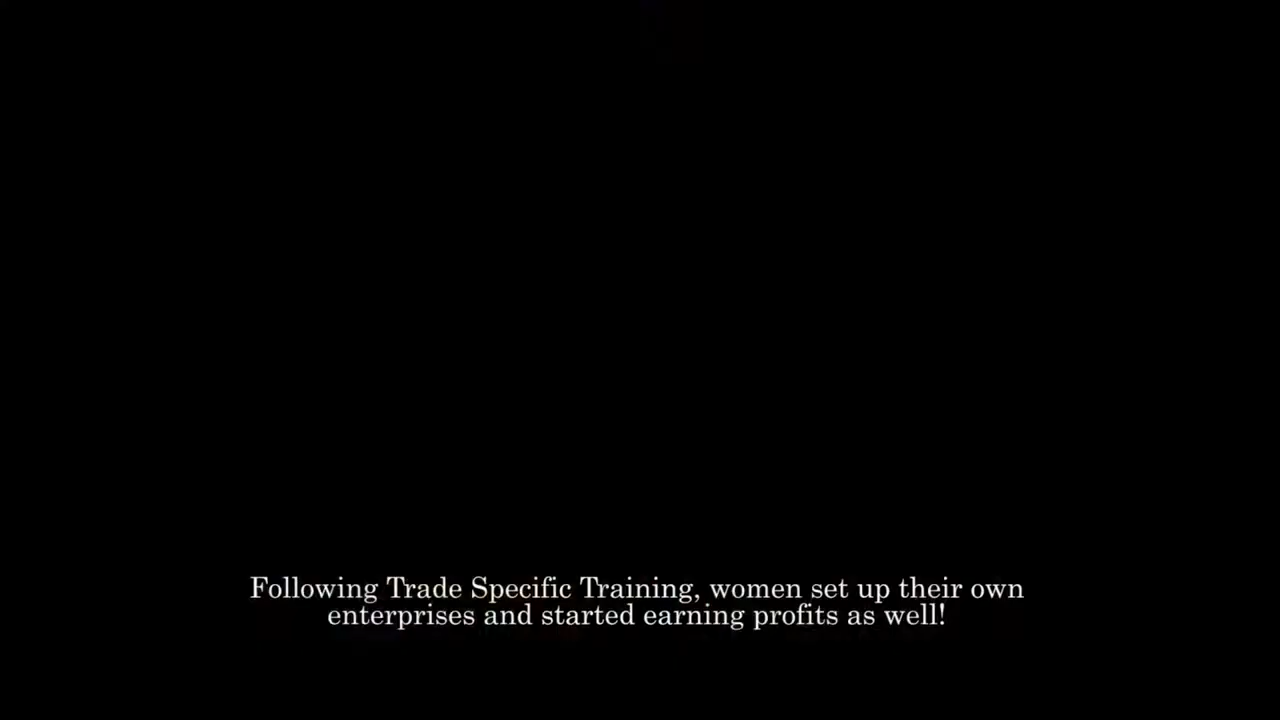 Following Trade Specific Training, women set up their own
enterprises and started earning profits as well!